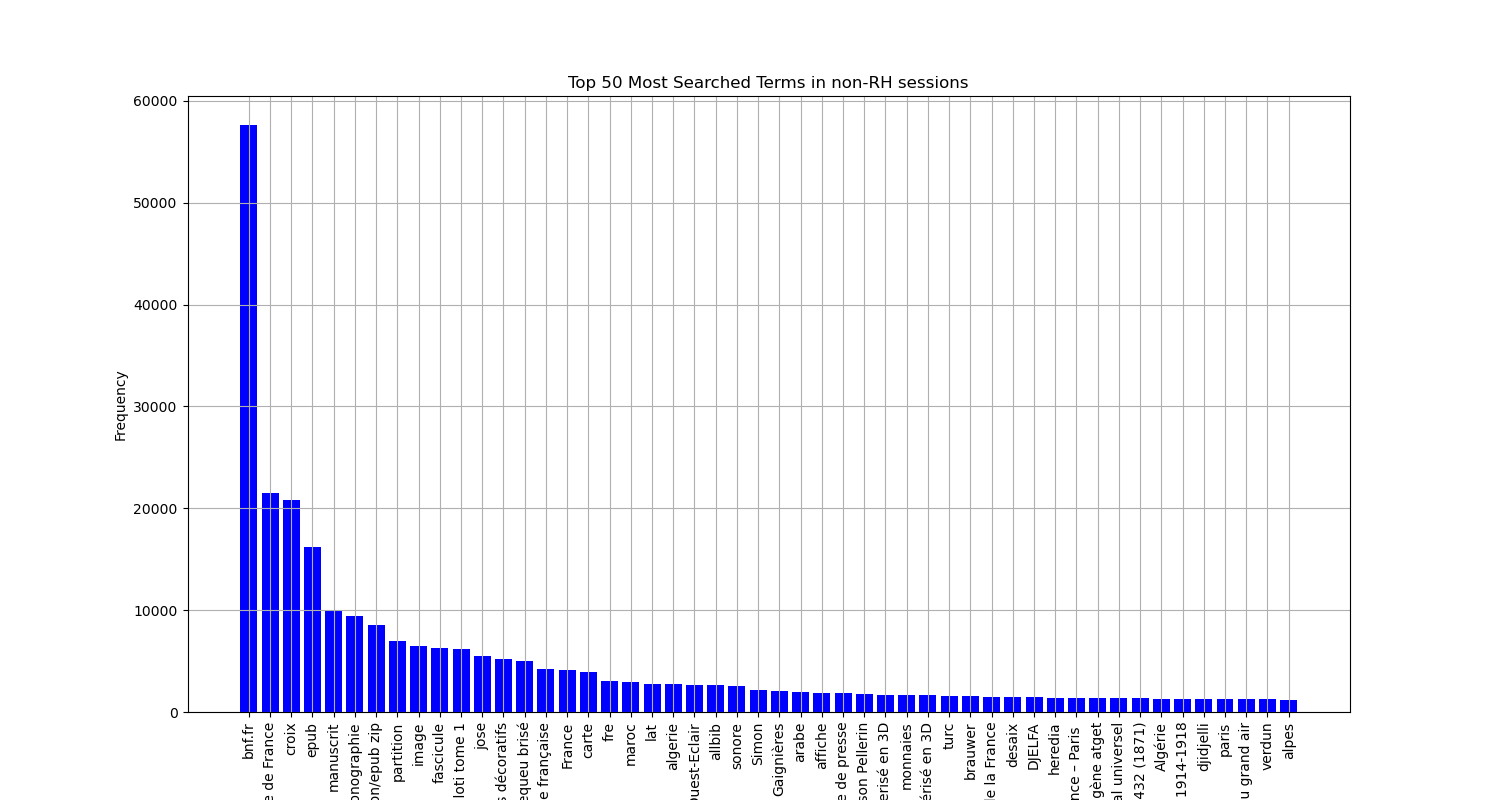 Top 50 Most Searched Terms in non-RH sessions
60000
50000
40000
30000
20000
10000
0
Frequency
bnf.fr
e de France
croix
epub
manuscrit
onographie
on/epub zip
partition
image
fascicule
loti tome 1
jose
s décoratifs
equeu brisé
e française
France
carte
fre
maroc
lat
algerie
Ouest-Eclair
allbib
sonore
Simon
Gaignières
arabe
affiche
e de presse
son Pellerin
erisé en 3D
monnaies
érisé en 3D
turc
brauwer
de la France
desaix
DJELFA
heredia
nce – Paris
gène atget
al universel
432 (1871)
Algérie
1914-1918
djidjelli
paris
u grand air
verdun
alpes